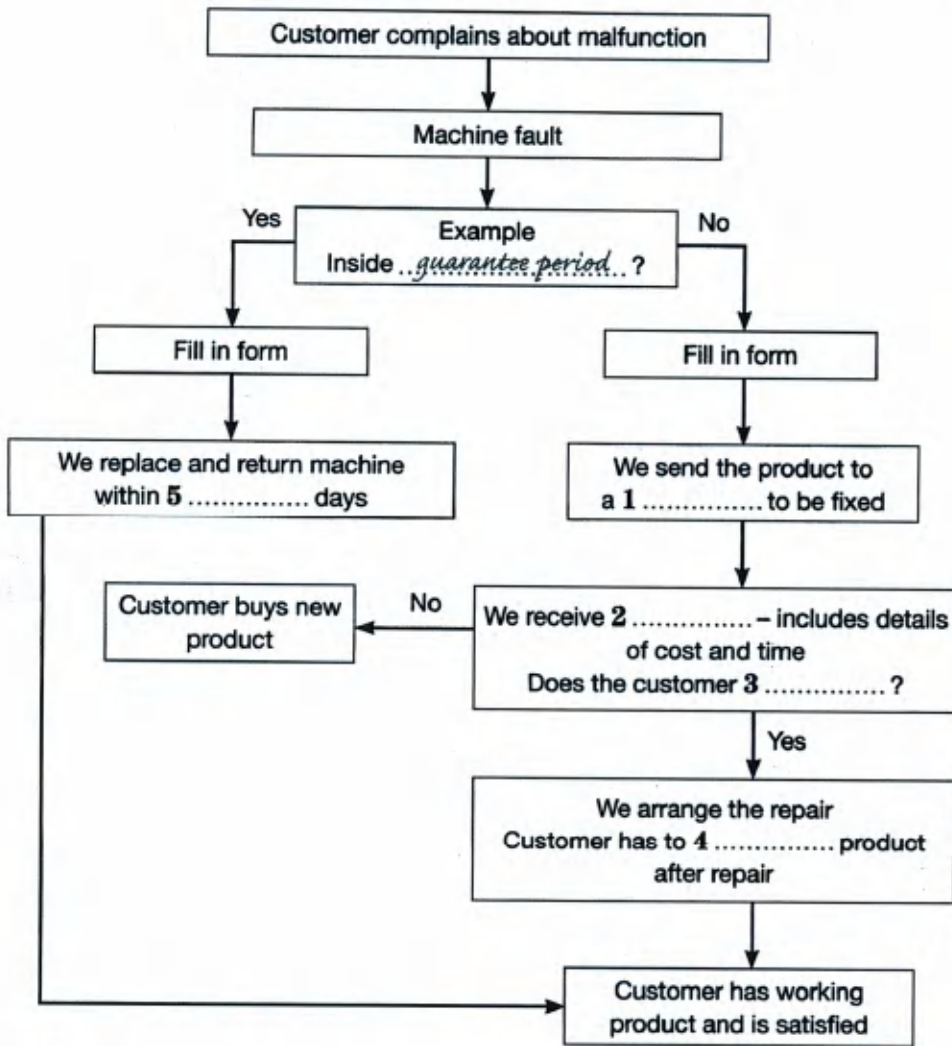 Customer complains about malfunction
Machine fault
Yes
Example
No
Inside ..guarantee period..?
Fill in form
Fill in form
We replace and return machine
within 5 ............... days
We send the product to
a 1 ............... to be fixed
Customer buys new
product
No
We receive 2 ............... – includes details
of cost and time
Does the customer 3 ............... ?
Yes
We arrange the repair
Customer has to 4 ............... product
after repair
Customer has working
product and is satisfied